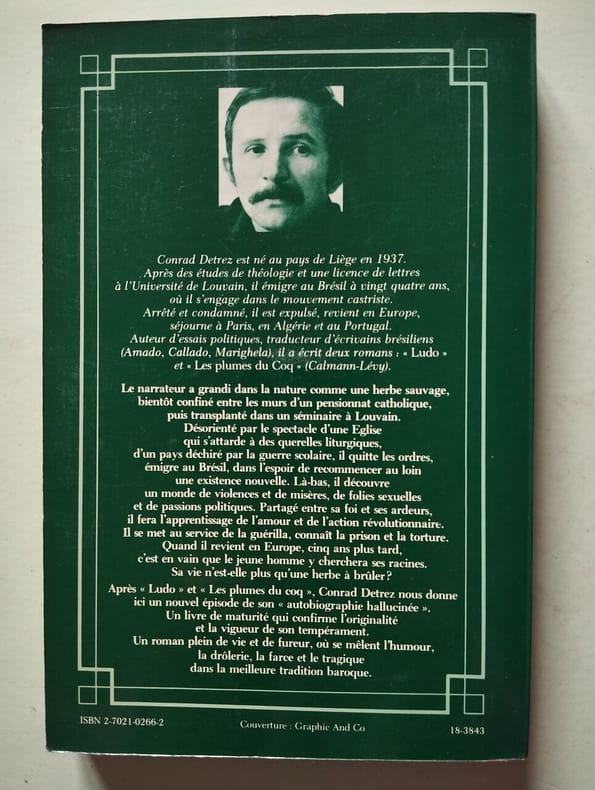 Conrad Detrez est né au pays de Liège en 1937.
Après des études de théologie et une licence de lettres
à l'Université de Louvain, il émigre au Brésil à vingt quatre ans,
où il s'engage dans le mouvement castriste.
Arrêté et condamné, il est expulsé, revient en Europe,
séjourne à Paris, en Algérie et au Portugal.
Auteur d'essais politiques, traducteur d'écrivains brésiliens
(Amado, Callado, Marighela), il a écrit deux romans : « Ludo »
et « Les plumes du Coq » (Calmann-Lévy).
Le narrateur a grandi dans la nature comme une herbe sauvage,
bientôt confiné entre les murs d'un pensionnat catholique,
puis transplanté dans un séminaire à Louvain.
Désorienté par le spectacle d'une Eglise
qui s'attarde à des querelles liturgiques,
d'un pays déchiré par la guerre scolaire, il quitte les ordres,
émigre au Brésil, dans l'espoir de recommencer au loin
une existence nouvelle. Là-bas, il découvre
un monde de violences et de misères, de folies sexuelles
et de passions politiques. Partagé entre sa foi et ses ardeurs,
il fera l'apprentissage de l'amour et de l'action révolutionnaire.
Il se met au service de la guérilla, connaît la prison et la torture.
Quand il revient en Europe, cinq ans plus tard,
c'est en vain que le jeune homme y cherchera ses racines.
Sa vie n'est-elle plus qu'une herbe à brûler ?
Après « Ludo » et « Les plumes du coq », Conrad Detrez nous donne
ici un nouvel épisode de son « autobiographie hallucinée ».
Un livre de maturité qui confirme l'originalité
et la vigueur de son tempérament.
Un roman plein de vie et de fureur, où se mêlent l'humour,
la drôlerie, la farce et le tragique
dans la meilleure tradition baroque.
ISBN 2-7021-0266-2
Couverture : Graphic And Co
18-3843